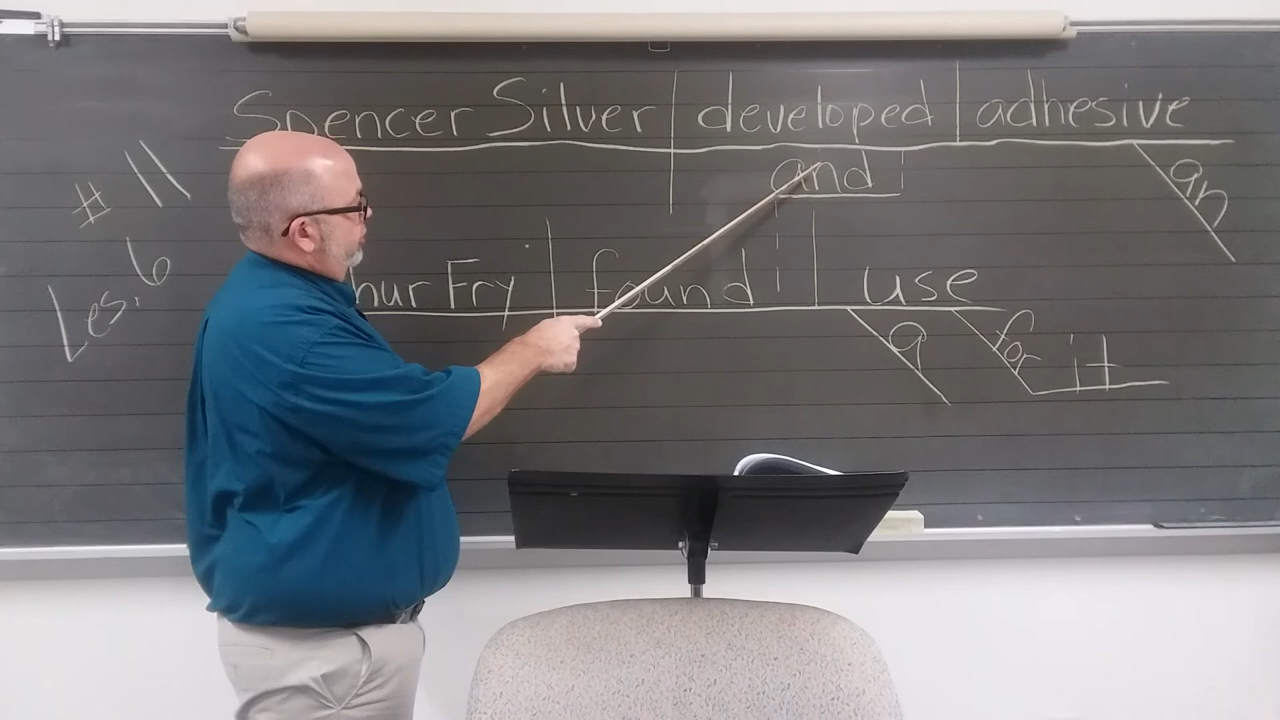 Spencer Silver developed adhesive
# 11
and
an
Les. 6
hur Fry found use
a
for it